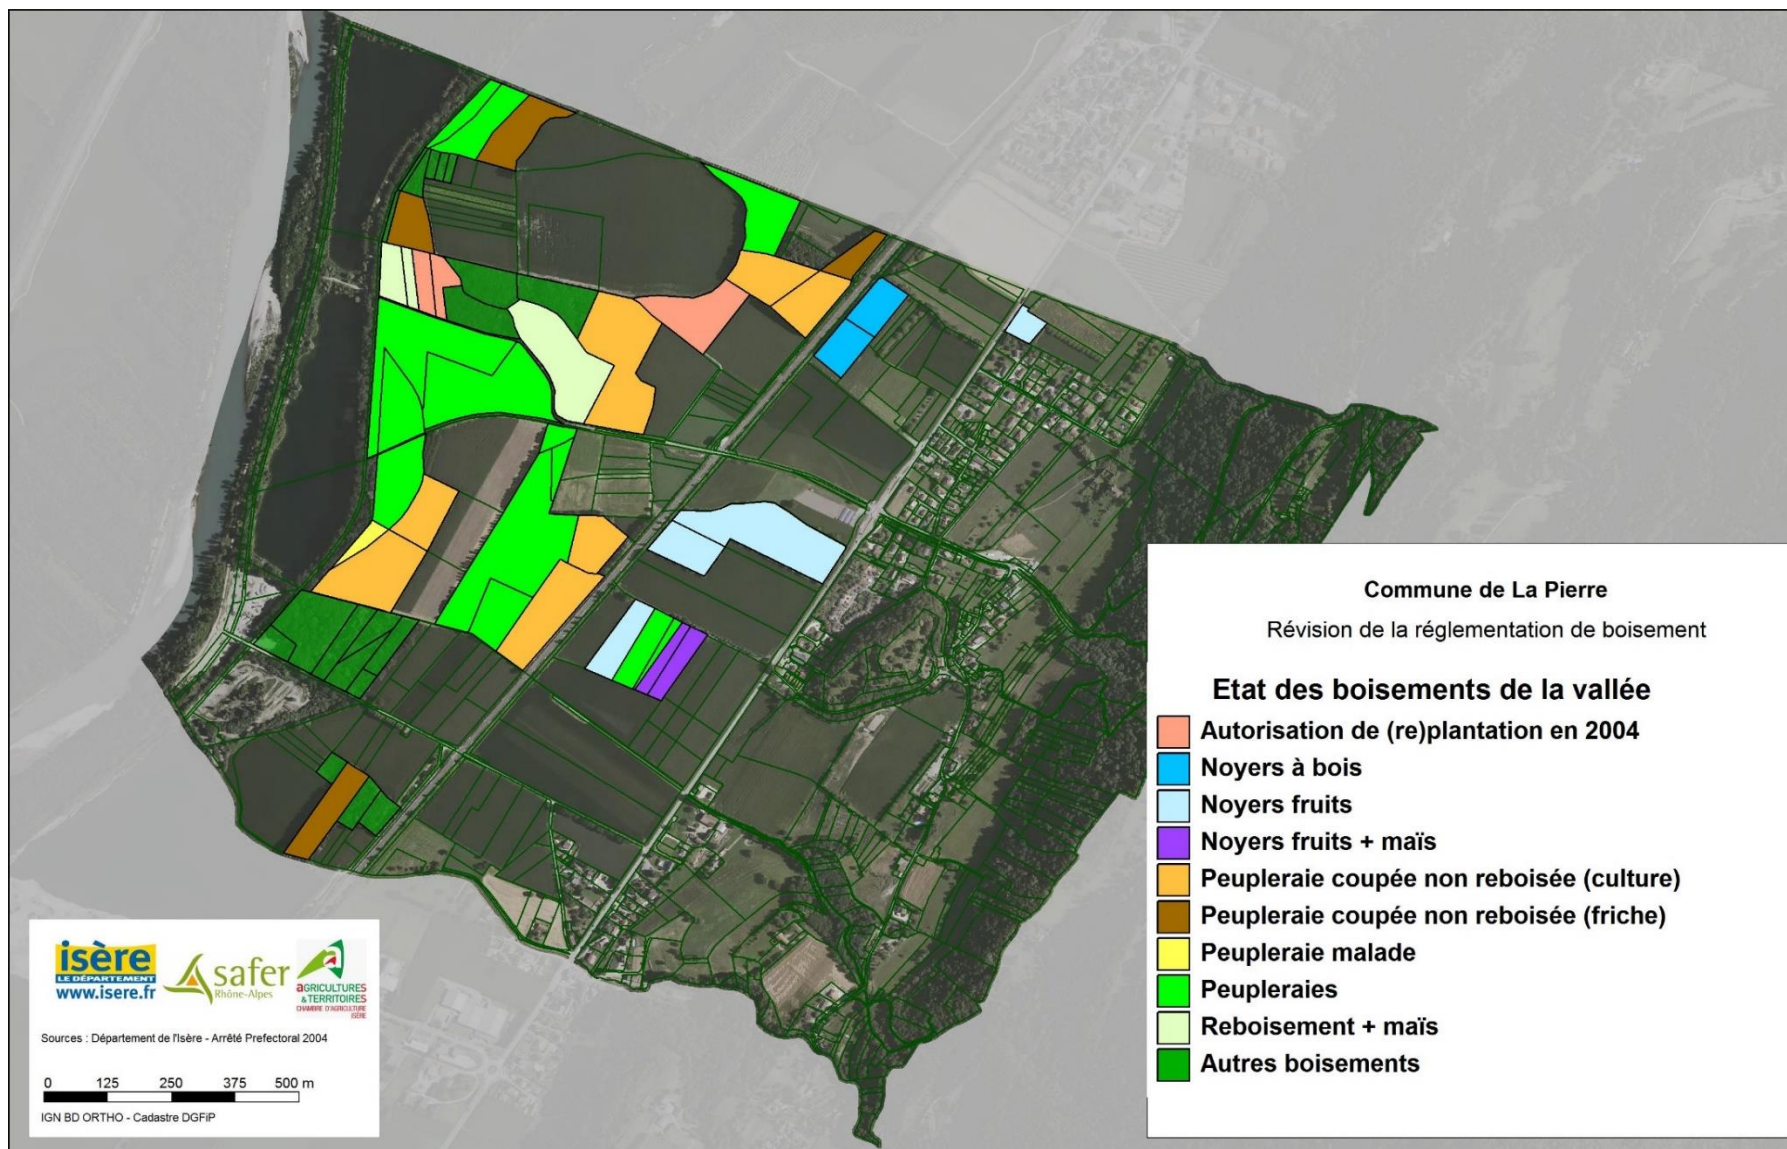 Commune de La Pierre
Révision de la réglementation de boisement
Etat des boisements de la vallée
Autorisation de (re)plantation en 2004
Noyers à bois
Noyers fruits
Noyers fruits + maïs
Peupleraie coupée non reboisée (culture)
Peupleraie coupée non reboisée (friche)
Peupleraie malade
Peupleraies
Reboisement + maïs
Autres boisements
isère
LE DÉPARTEMENT
www.isere.fr
safer
Rhône-Alpes
aGRICULTURES
& TERRITOIRES
CHAMBRE D'AGRICULTURE
ISÈRE
Sources : Département de l'Isère - Arrêté Prefectoral 2004
0 125 250 375 500 m
IGN BD ORTHO - Cadastre DGFiP